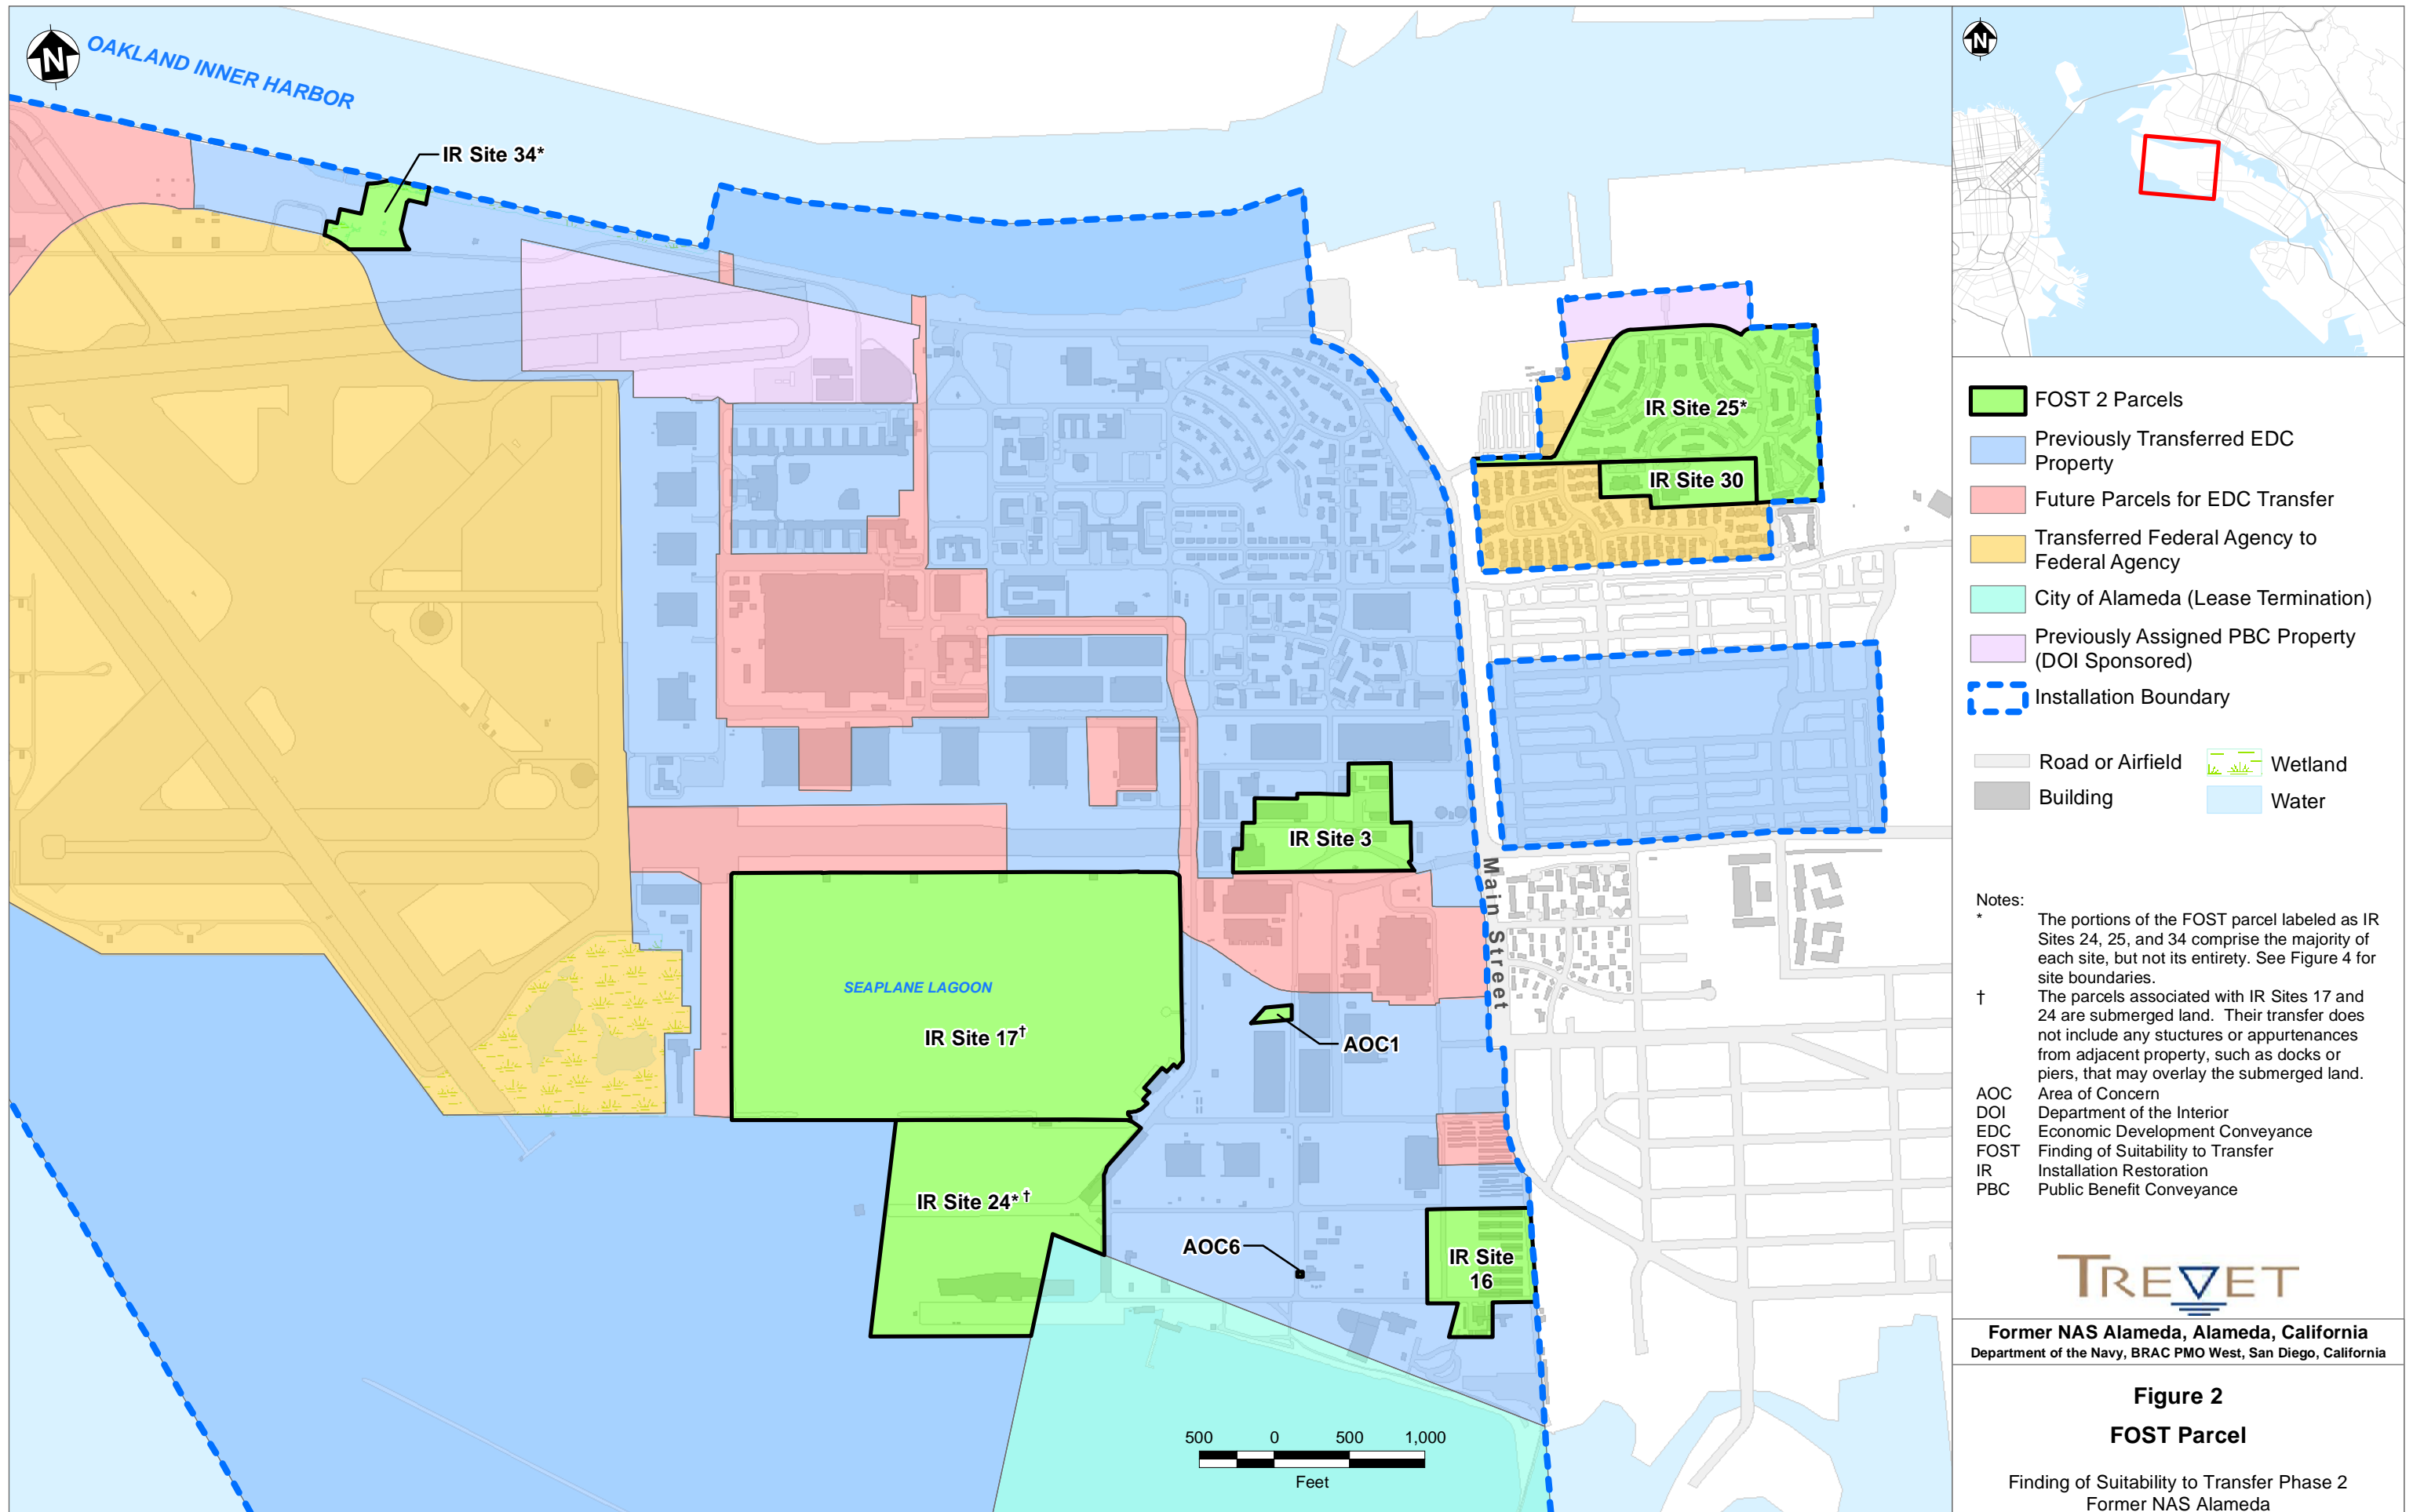 N
OAKLAND INNER HARBOR
IR Site 34*
IR Site 25*
IR Site 30
IR Site 3
Main Street
SEAPLANE LAGOON
IR Site 17†
AOC1
IR Site 24*†
AOC6
IR Site
16
500 0 500 1,000
Feet
N
FOST 2 Parcels
Previously Transferred EDC
Property
Future Parcels for EDC Transfer
Transferred Federal Agency to
Federal Agency
City of Alameda (Lease Termination)
Previously Assigned PBC Property
(DOI Sponsored)
Installation Boundary
Road or Airfield
Wetland
Building
Water
Notes:
* The portions of the FOST parcel labeled as IR
Sites 24, 25, and 34 comprise the majority of
each site, but not its entirety. See Figure 4 for
site boundaries.
† The parcels associated with IR Sites 17 and
24 are submerged land. Their transfer does
not include any stuctures or appurtenances
from adjacent property, such as docks or
piers, that may overlay the submerged land.
AOC Area of Concern
DOI Department of the Interior
EDC Economic Development Conveyance
FOST Finding of Suitability to Transfer
IR Installation Restoration
PBC Public Benefit Conveyance
TREVET
Former NAS Alameda, Alameda, California
Department of the Navy, BRAC PMO West, San Diego, California
Figure 2
FOST Parcel
Finding of Suitability to Transfer Phase 2
Former NAS Alameda